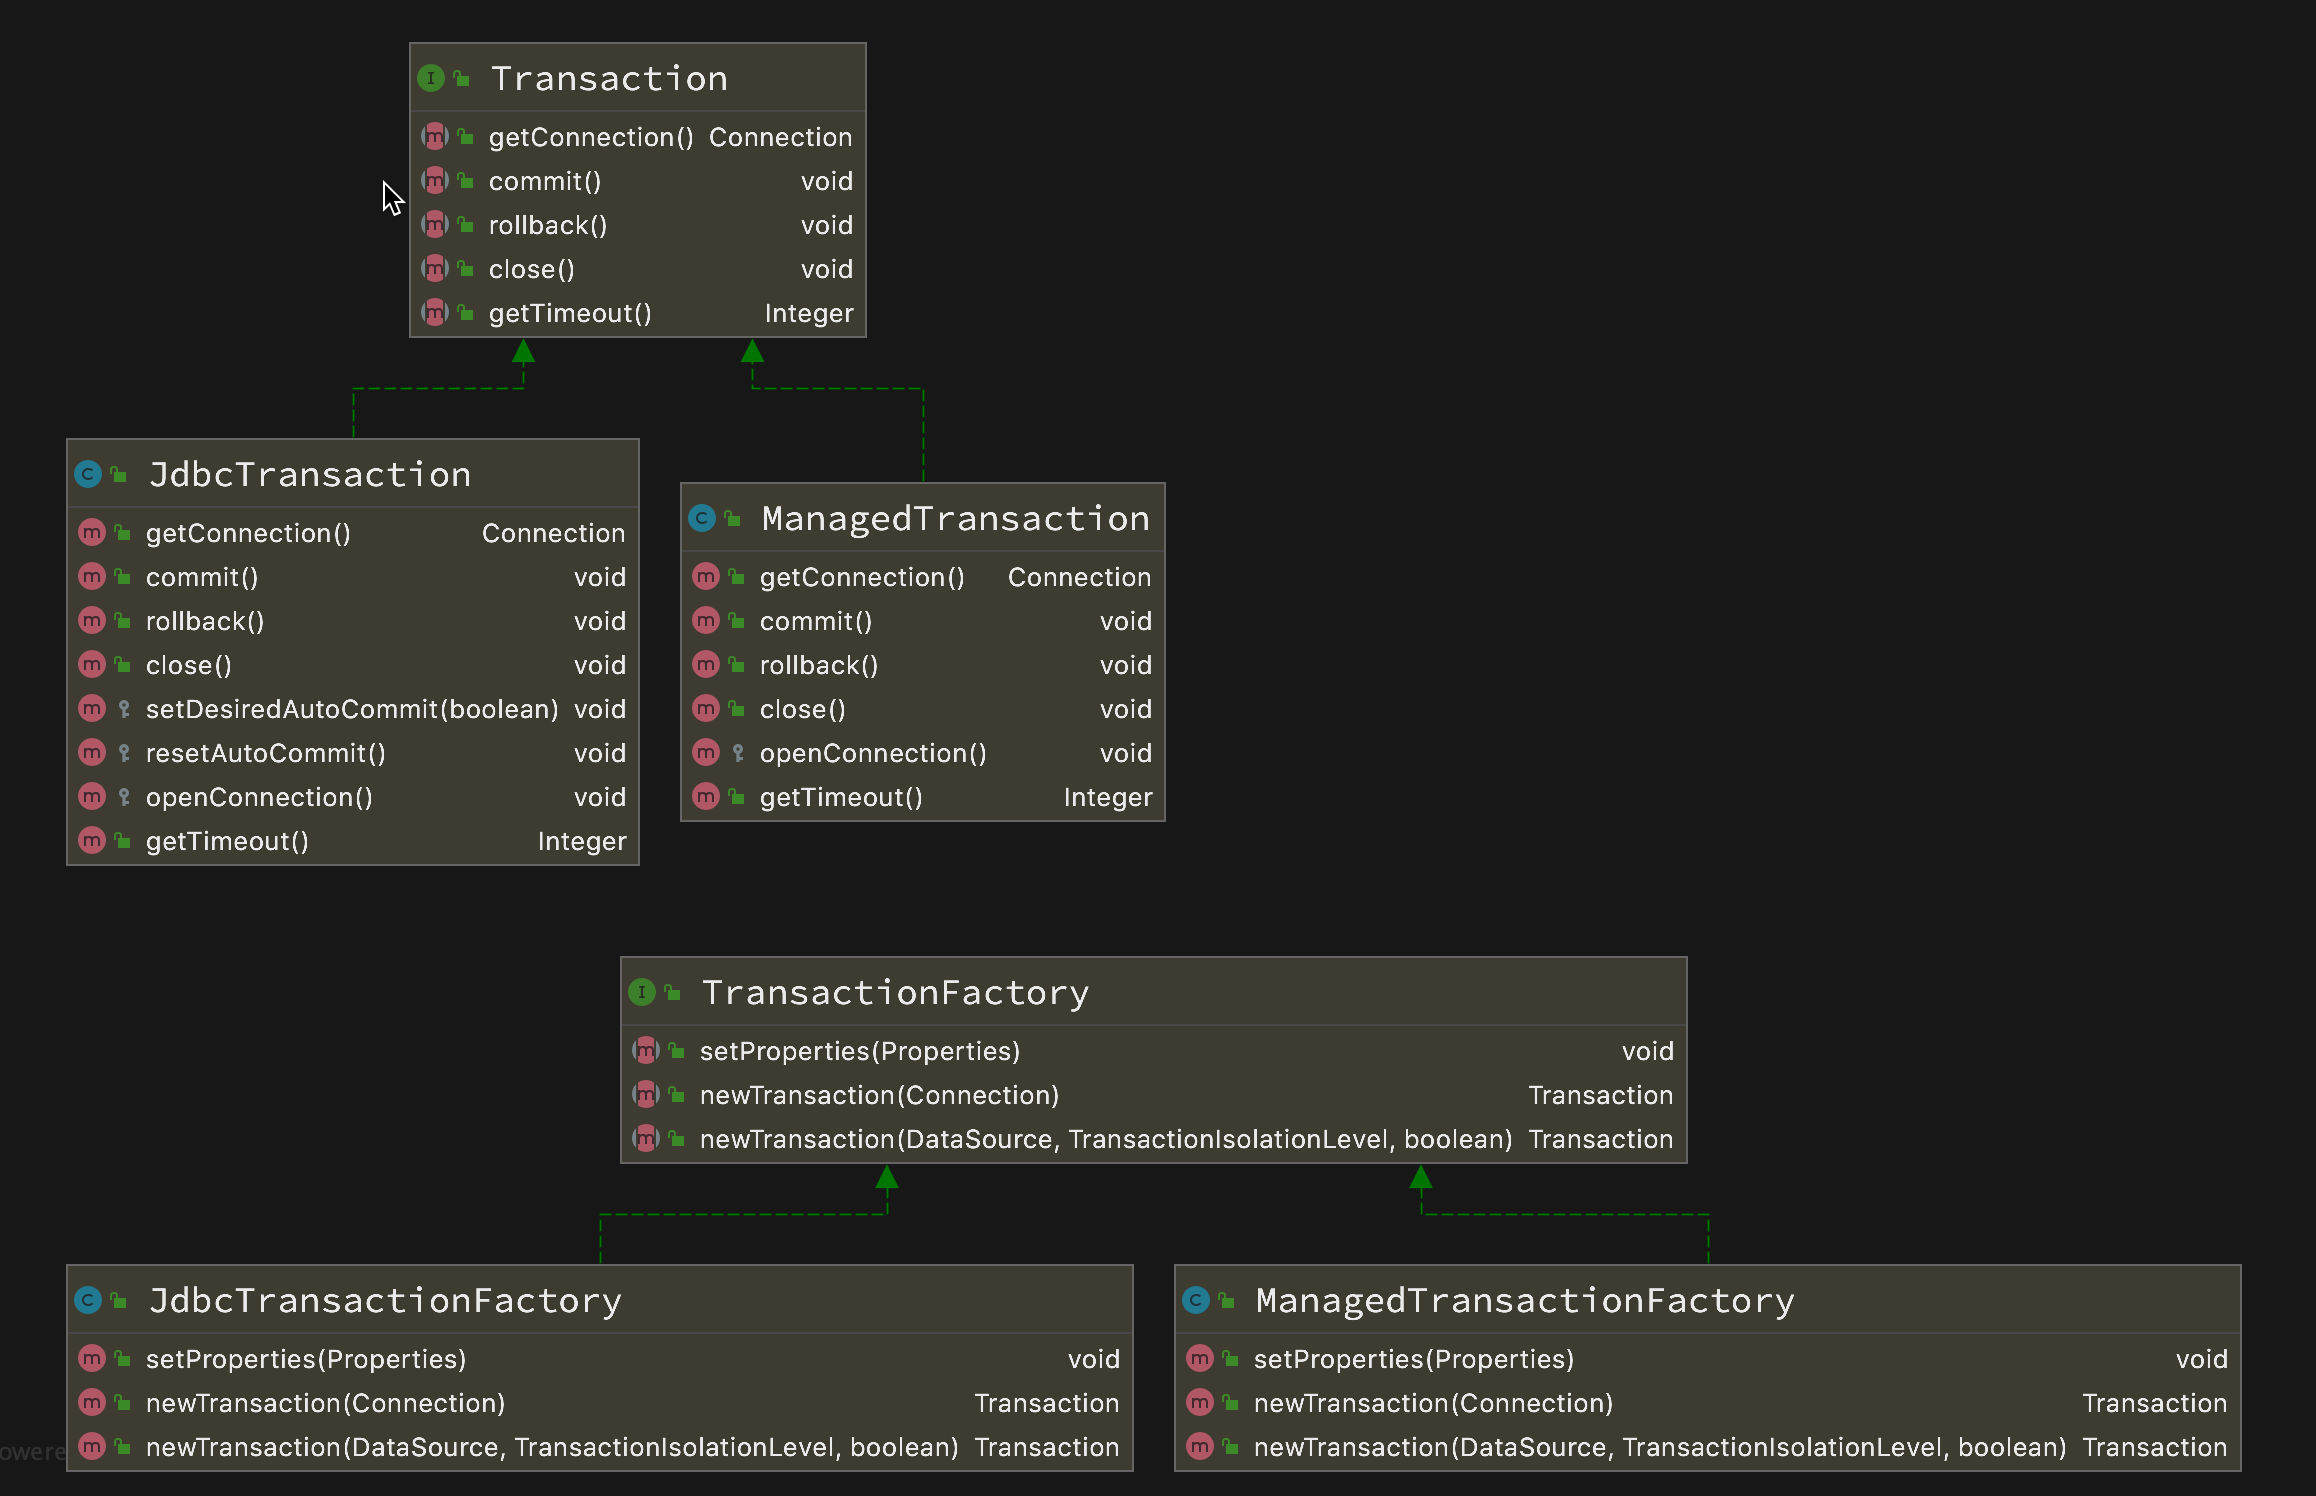 Transaction
getConnection() Connection
commit() void
rollback() void
close() void
getTimeout() Integer
JdbcTransaction
getConnection() Connection
commit() void
rollback() void
close() void
setDesiredAutoCommit(boolean) void
resetAutoCommit() void
openConnection() void
getTimeout() Integer
ManagedTransaction
getConnection() Connection
commit() void
rollback() void
close() void
openConnection() void
getTimeout() Integer
TransactionFactory
setProperties(Properties) void
newTransaction(Connection) Transaction
newTransaction(DataSource, TransactionIsolationLevel, boolean) Transaction
JdbcTransactionFactory
setProperties(Properties) void
newTransaction(Connection) Transaction
newTransaction(DataSource, TransactionIsolationLevel, boolean) Transaction
ManagedTransactionFactory
setProperties(Properties) void
newTransaction(Connection) Transaction
newTransaction(DataSource, TransactionIsolationLevel, boolean) Transaction